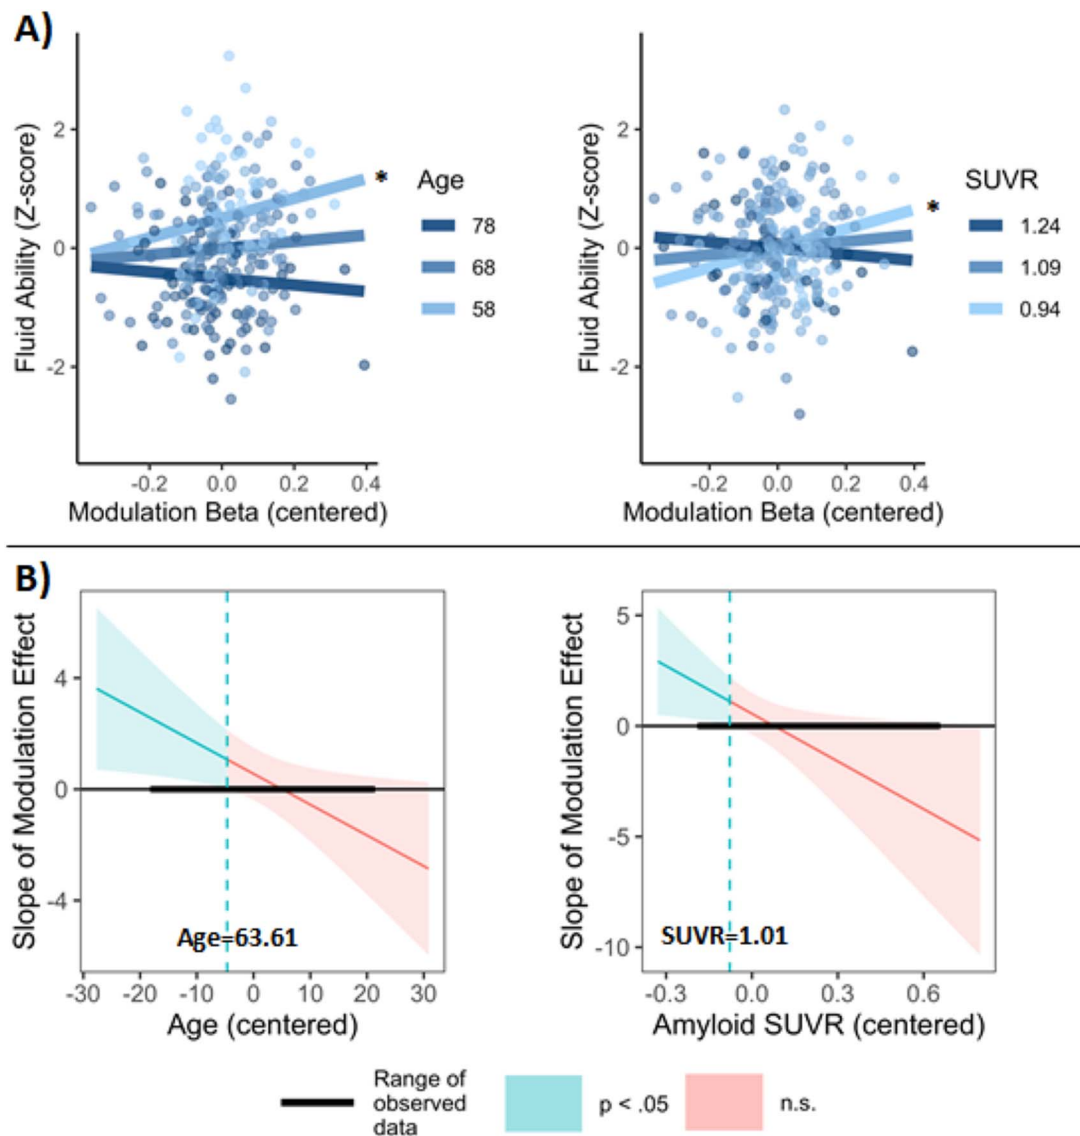 A)
Fluid Ability (Z-score)
2
0
-2
-0.2 0.0 0.2 0.4
Modulation Beta (centered)
*
Age
78
68
58
Fluid Ability (Z-score)
2
0
-2
-0.2 0.0 0.2 0.4
Modulation Beta (centered)
*
SUVR
1.24
1.09
0.94
B)
Slope of Modulation Effect
4
0
-4
Age=63.61
-30 -20 -10 0 10 20 30
Age (centered)
Slope of Modulation Effect
5
0
-5
-10
SUVR=1.01
-0.3 0.0 0.3 0.6
Amyloid SUVR (centered)
Range of
observed
data
p < .05
n.s.